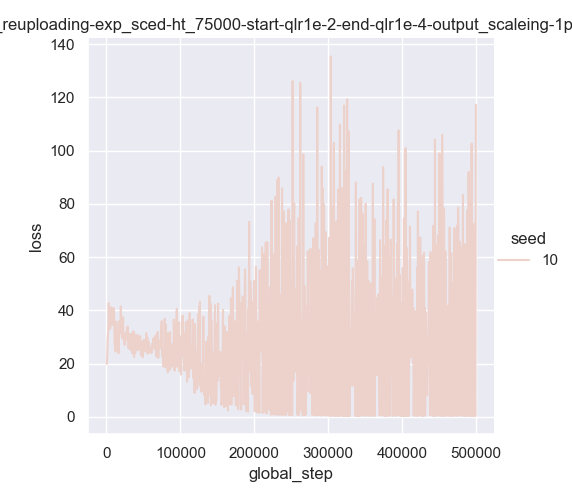 _reuploading-exp_sced-ht_75000-start-qlr1e-2-end-qlr1e-4-output_scaleing-1p
140
120
100
80
60
40
20
0
loss
0 100000 200000 300000 400000 500000
global_step
seed
10